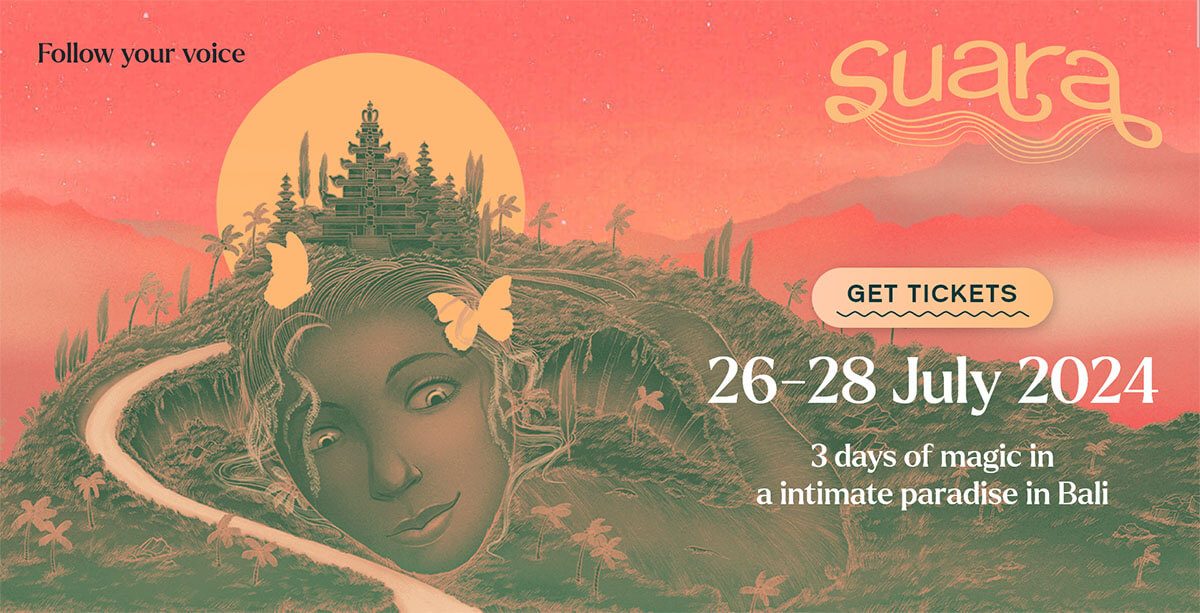 Follow your voice
suara
GET TICKETS
26–28 July 2024
3 days of magic in
a intimate paradise in Bali